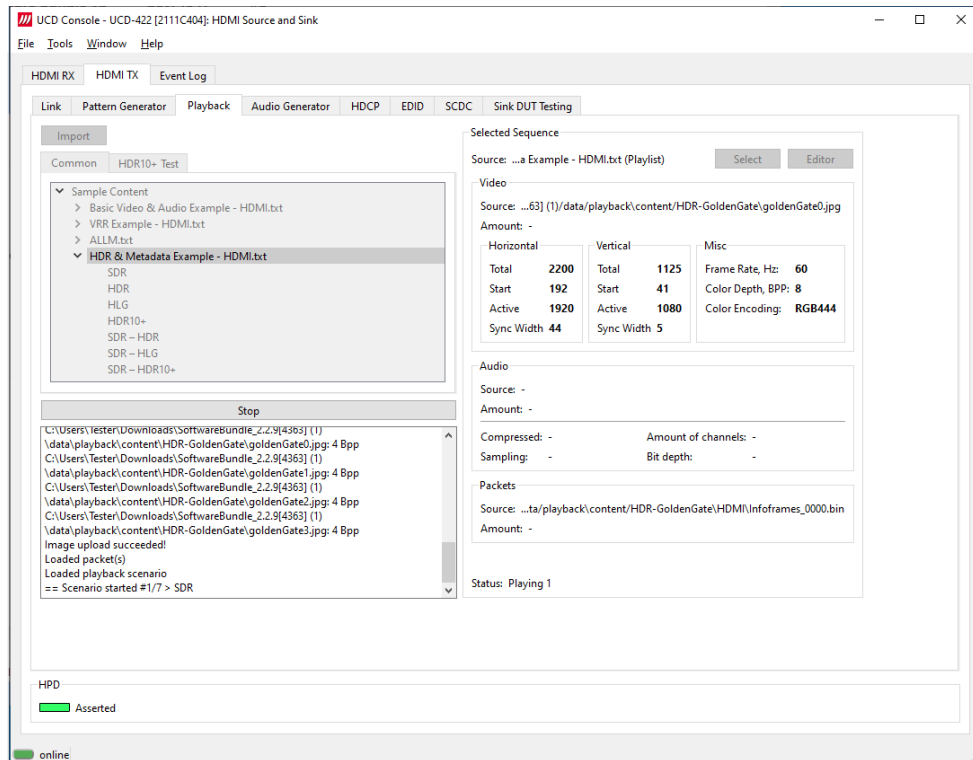 UCD Console - UCD-422 [2111C404]: HDMI Source and Sink
File Tools Window Help
HDMI RX HDMI TX Event Log
Link Pattern Generator Playback Audio Generator HDCP EDID SCDC Sink DUT Testing
Import
Common HDR10+ Test
Sample Content
Basic Video & Audio Example - HDMI.txt
VRR Example - HDMI.txt
ALLM.txt
HDR & Metadata Example - HDMI.txt
SDR
HDR
HLG
HDR10+
SDR – HDR
SDR – HLG
SDR – HDR10+
Stop
C:\Users\Tester\Downloads\SoftwareBundle_2.2.9[4363] (1)
\data\playback\content\HDR-GoldenGate\goldenGate0.jpg: 4 Bpp
C:\Users\Tester\Downloads\SoftwareBundle_2.2.9[4363] (1)
\data\playback\content\HDR-GoldenGate\goldenGate1.jpg: 4 Bpp
C:\Users\Tester\Downloads\SoftwareBundle_2.2.9[4363] (1)
\data\playback\content\HDR-GoldenGate\goldenGate2.jpg: 4 Bpp
C:\Users\Tester\Downloads\SoftwareBundle_2.2.9[4363] (1)
\data\playback\content\HDR-GoldenGate\goldenGate3.jpg: 4 Bpp
Image upload succeeded!
Loaded packet(s)
Loaded playback scenario
== Scenario started #1/7 > SDR
Selected Sequence
Source: ...a Example - HDMI.txt (Playlist) Select Editor
Video
Source: ...63] (1)/data/playback\content/HDR-GoldenGate\goldenGate0.jpg
Amount: -
Horizontal Vertical Misc
Total 2200 Total 1125 Frame Rate, Hz: 60
Start 192 Start 41 Color Depth, BPP: 8
Active 1920 Active 1080 Color Encoding: RGB444
Sync Width 44 Sync Width 5
Audio
Source: -
Amount: -
Compressed: - Amount of channels: -
Sampling: - Bit depth: -
Packets
Source: ...ta/playback\content/HDR-GoldenGate\HDMI\Infoframes_0000.bin
Amount: -
Status: Playing 1
HPD
Asserted
online